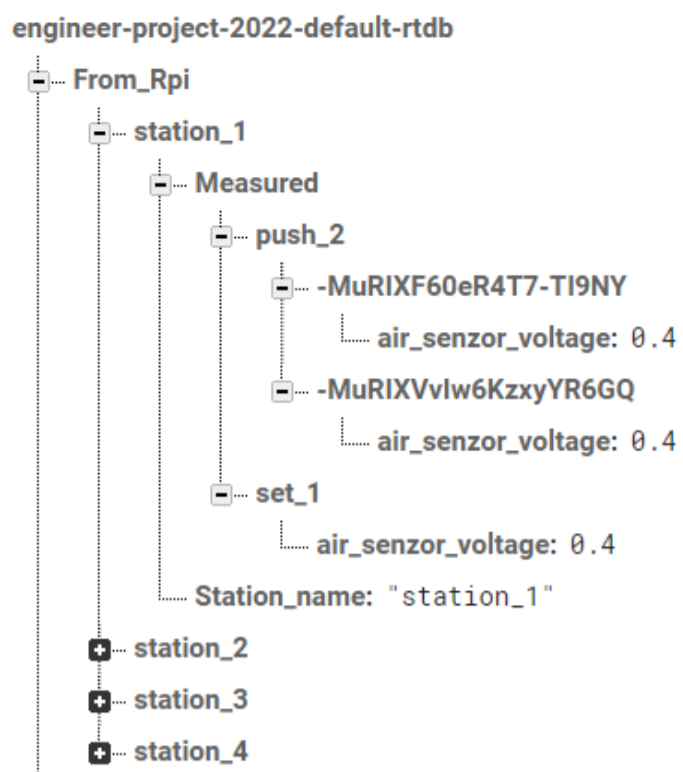 engineer-project-2022-default-rtdb
From_Rpi
station_1
Measured
push_2
-MuRIXF60eR4T7-TI9NY
air_senzor_voltage: 0.4
-MuRIXVvIw6KzxyYR6GQ
air_senzor_voltage: 0.4
set_1
air_senzor_voltage: 0.4
Station_name: "station_1"
station_2
station_3
station_4